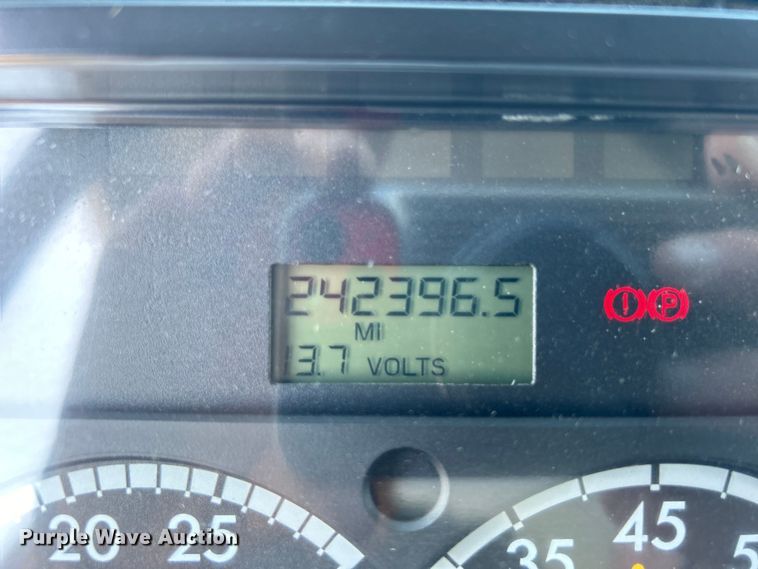 242396.5
MI
13.7 VOLTS
! P
20 25
35 45
Purple Wave Auction